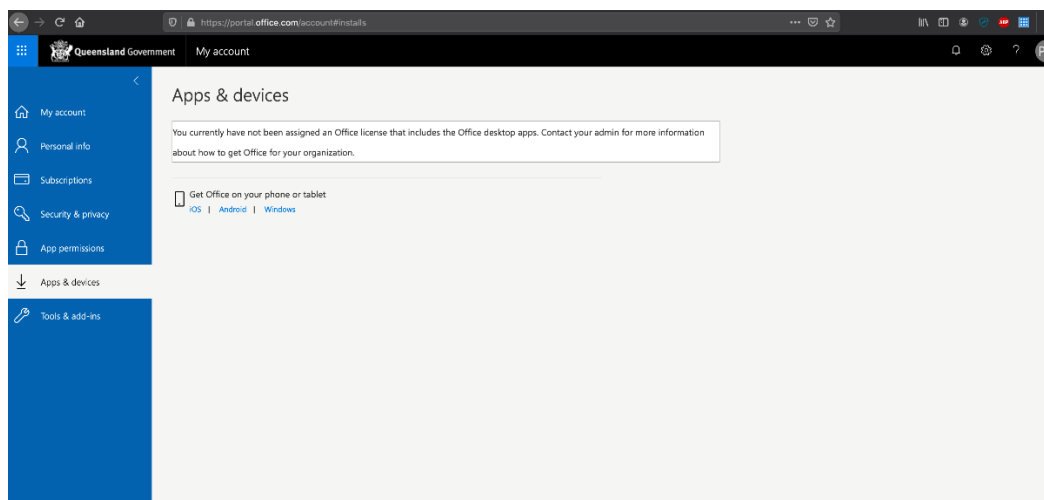 https://portal.office.com/account#installs
Queensland Government
My account
?
Apps & devices
My account
You currently have not been assigned an Office license that includes the Office desktop apps. Contact your admin for more information
about how to get Office for your organization.
Personal info
Subscriptions
Get Office on your phone or tablet
iOS | Android | Windows
Security & privacy
App permissions
Apps & devices
Tools & add-ins